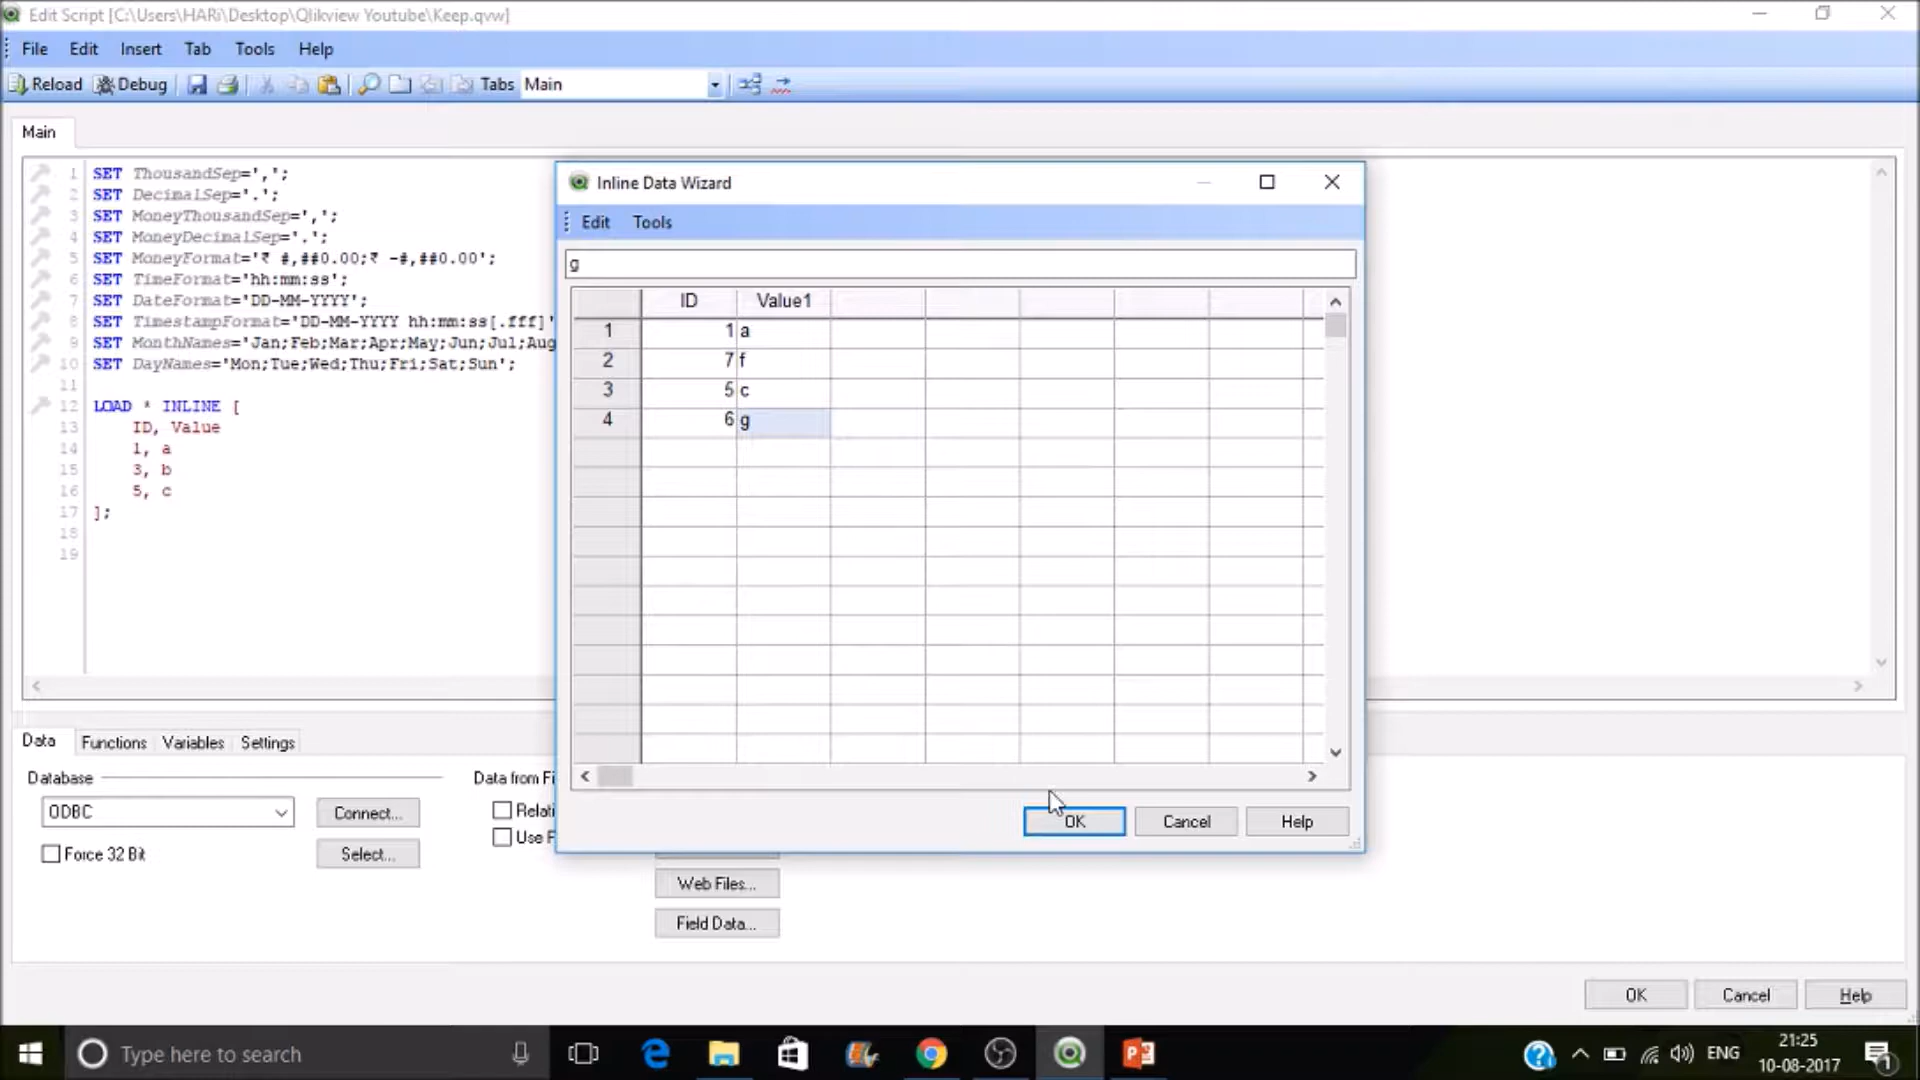 Edit Script [C:\Users\HARi\Desktop\Qlikview Youtube\Keep.qvw]
File Edit Insert Tab Tools Help
Reload Debug Tabs Main
Main
1 SET ThousandSep=',';
2 SET DecimalSep='.';
3 SET MoneyThousandSep=',';
4 SET MoneyDecimalSep='.';
5 SET MoneyFormat='₹ #,##0.00;₹ -#,##0.00';
6 SET TimeFormat='hh:mm:ss';
7 SET DateFormat='DD-MM-YYYY';
8 SET TimestampFormat='DD-MM-YYYY hh:mm:ss[.fff]'
9 SET MonthNames='Jan;Feb;Mar;Apr;May;Jun;Jul;Aug
10 SET DayNames='Mon;Tue;Wed;Thu;Fri;Sat;Sun';
11
12 LOAD * INLINE [
13 ID, Value
14 1, a
15 3, b
16 5, c
17 ];
18
19
Inline Data Wizard
Edit Tools
g
ID Value1
1 1 a
2 7 f
3 5 c
4 6 g
OK Cancel Help
Data Functions Variables Settings
Database
ODBC Connect...
Force 32 Bit Select...
Data from Fi
Relati
Use F
Web Files...
Field Data...
OK Cancel Help
Type here to search
ENG
21:25
10-08-2017
1